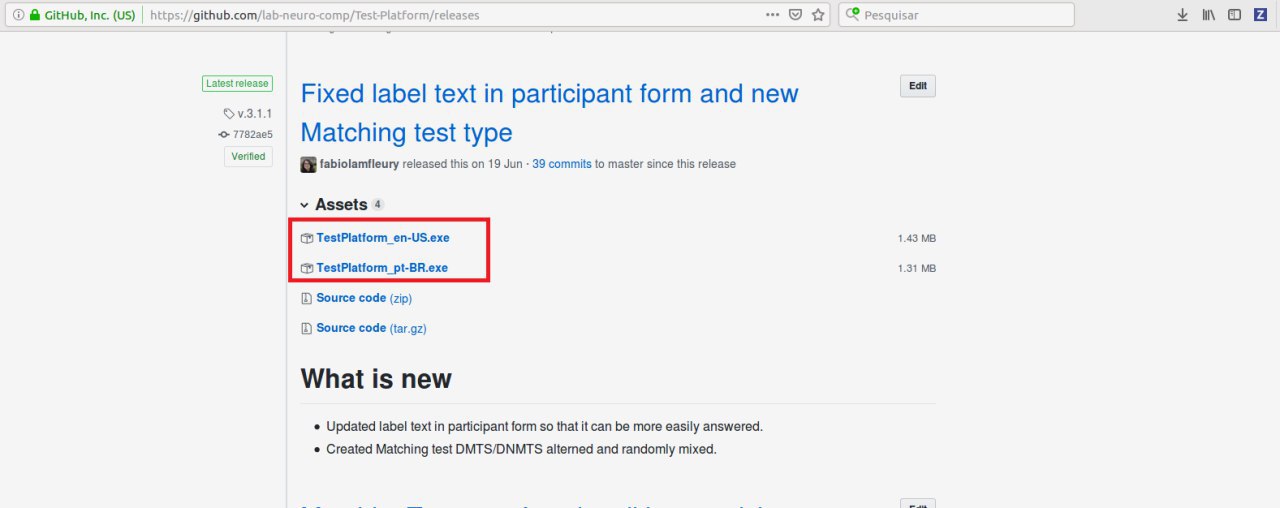 GitHub, Inc. (US)
https://github.com/lab-neuro-comp/Test-Platform/releases
Pesquisar
Latest release
v.3.1.1
7782ae5
Verified
Fixed label text in participant form and new
Matching test type
Edit
fabiolamfleury released this on 19 Jun · 39 commits to master since this release
Assets 4
TestPlatform_en-US.exe 1.43 MB
TestPlatform_pt-BR.exe 1.31 MB
Source code (zip)
Source code (tar.gz)
What is new
Updated label text in participant form so that it can be more easily answered.
Created Matching test DMTS/DNMTS alterned and randomly mixed.
Edit